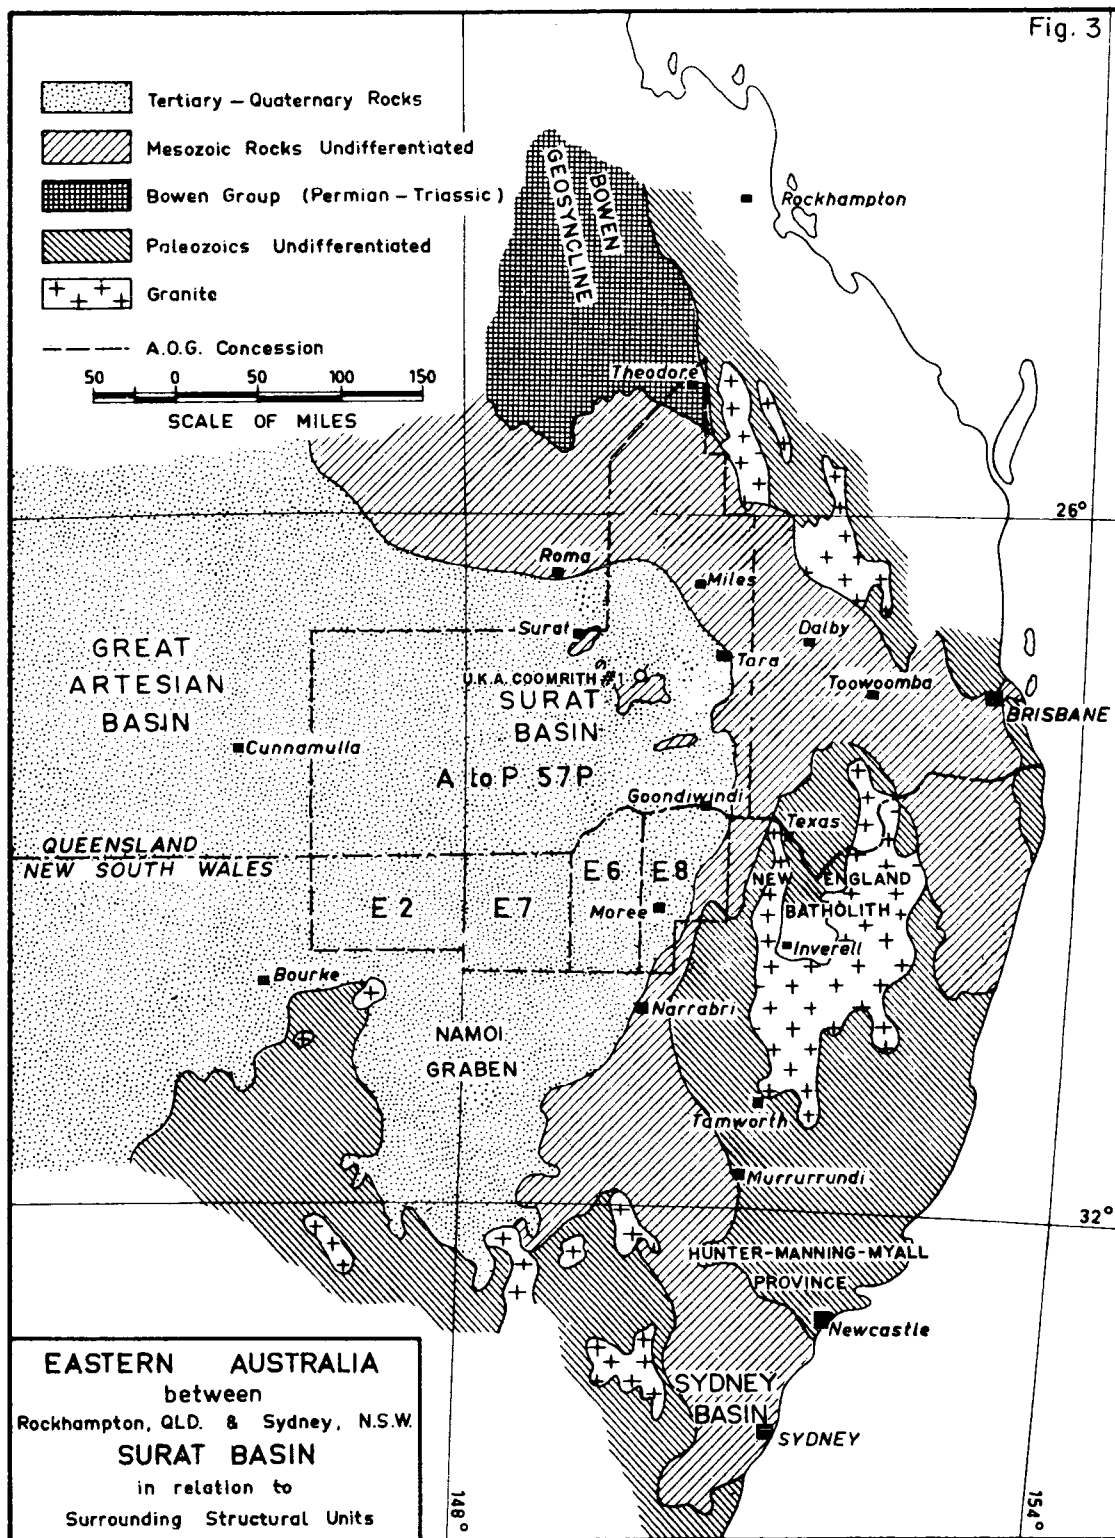 Fig. 3
Tertiary – Quaternary Rocks
Mesozoic Rocks Undifferentiated
Bowen Group (Permian – Triassic)
Paleozoics Undifferentiated
Granite
A.O.G. Concession
50 0 50 100 150
SCALE OF MILES
BOWEN
GEOSYNCLINE
Rockhampton
Theodore
26°
Roma
Miles
Surat
Dalby
Tara
GREAT
ARTESIAN
BASIN
U.K.A. COOMRITH #1
SURAT
BASIN
Toowoomba
BRISBANE
Cunnamulla
A to P 57P
Goondiwindi
Texas
QUEENSLAND
NEW SOUTH WALES
E 2
E 7
E 6
E 8
Moree
NEW ENGLAND
BATHOLITH
Inverell
Bourke
Narrabri
NAMOI
GRABEN
Tamworth
Murrurrundi
32°
HUNTER-MANNING-MYALL
PROVINCE
Newcastle
SYDNEY
BASIN
SYDNEY
148°
154°
EASTERN AUSTRALIA
between
Rockhampton, QLD. & Sydney, N.S.W.
SURAT BASIN
in relation to
Surrounding Structural Units